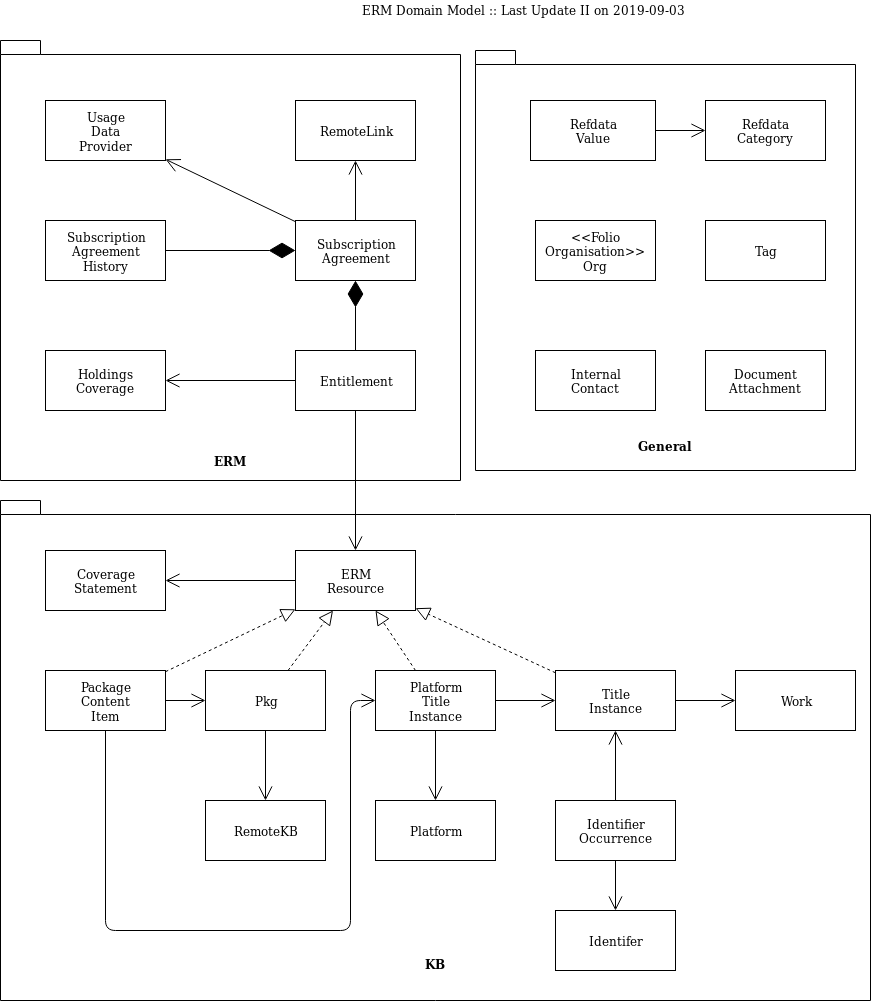 ERM Domain Model :: Last Update II on 2019-09-03
Usage
Data
Provider
RemoteLink
Subscription
Agreement
History
Subscription
Agreement
Holdings
Coverage
Entitlement
ERM
Refdata
Value
Refdata
Category
<<Folio
Organisation>>
Org
Tag
Internal
Contact
Document
Attachment
General
Coverage
Statement
ERM
Resource
Package
Content
Item
Pkg
Platform
Title
Instance
Title
Instance
Work
RemoteKB
Platform
Identifier
Occurrence
Identifer
KB